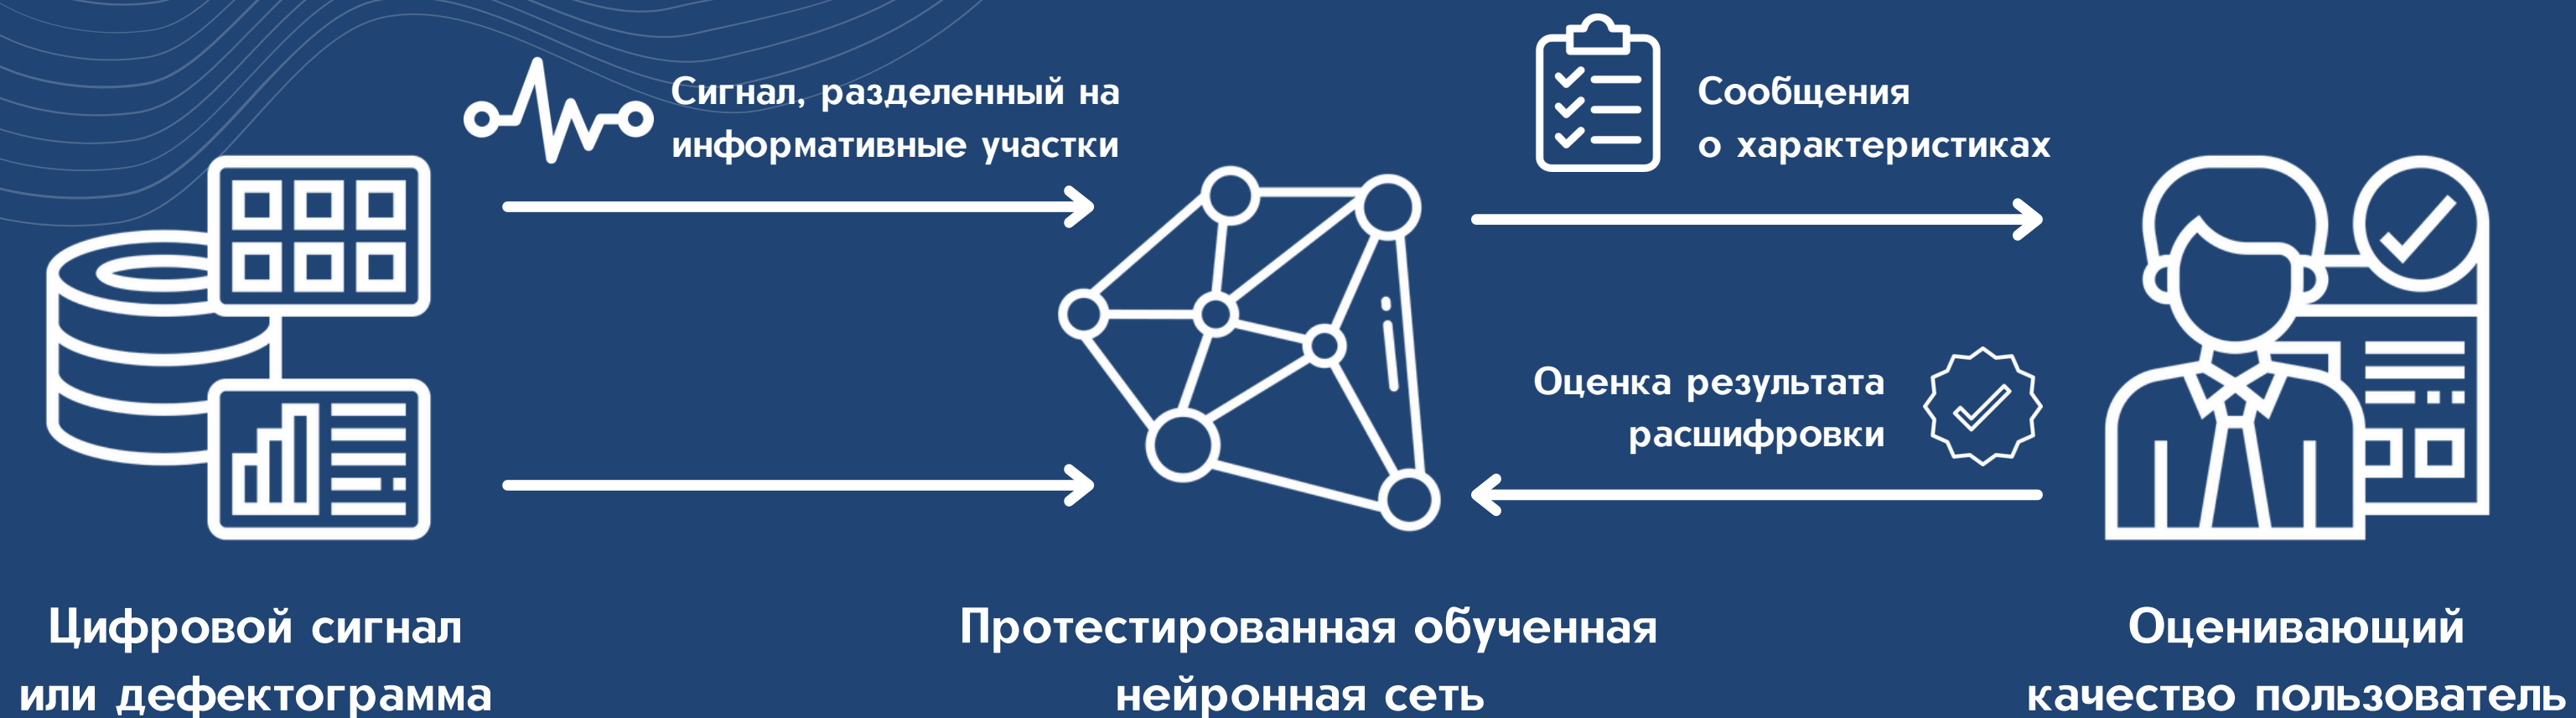 Сигнал, разделенный на
информативные участки
Сообщения
о характеристиках
Оценка результата
расшифровки
Цифровой сигнал
или дефектограмма
Протестированная обученная
нейронная сеть
Оценивающий
качество пользователь